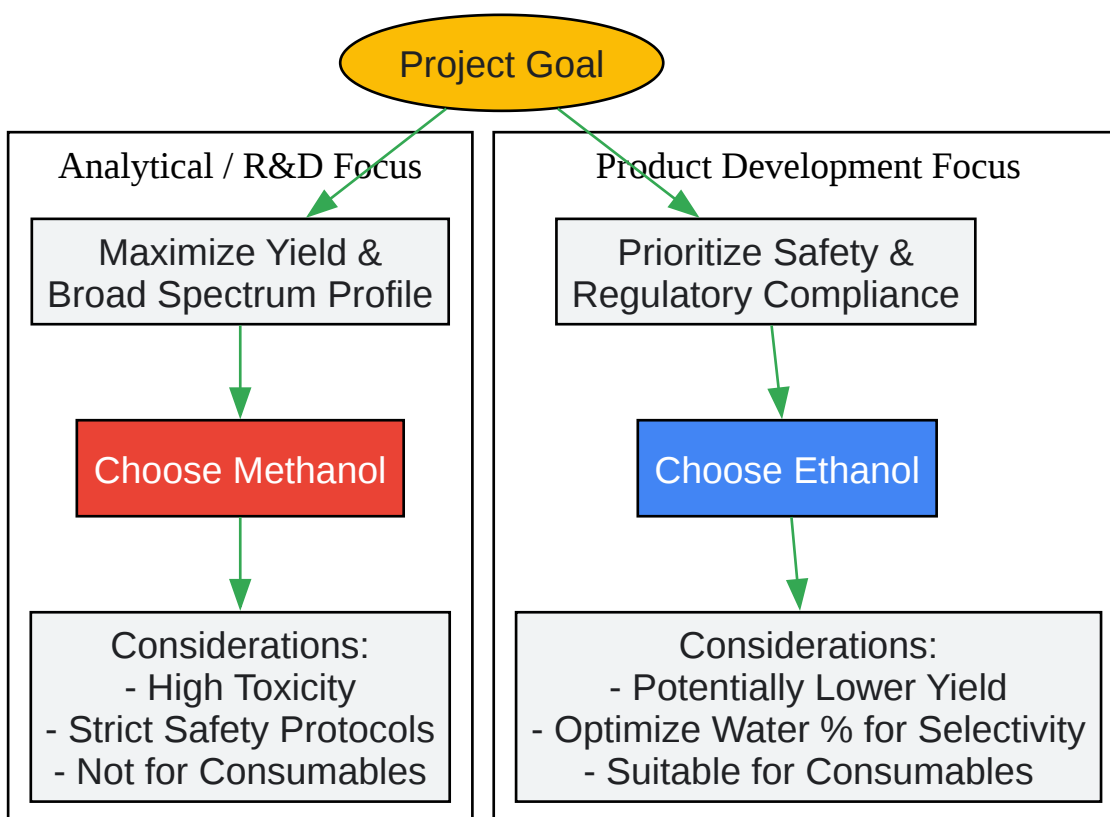 Project Goal
Analytical / R&D Focus
Maximize Yield &
Broad Spectrum Profile
Choose Methanol
Considerations:
- High Toxicity
- Strict Safety Protocols
- Not for Consumables
Product Development Focus
Prioritize Safety &
Regulatory Compliance
Choose Ethanol
Considerations:
- Potentially Lower Yield
- Optimize Water % for Selectivity
- Suitable for Consumables